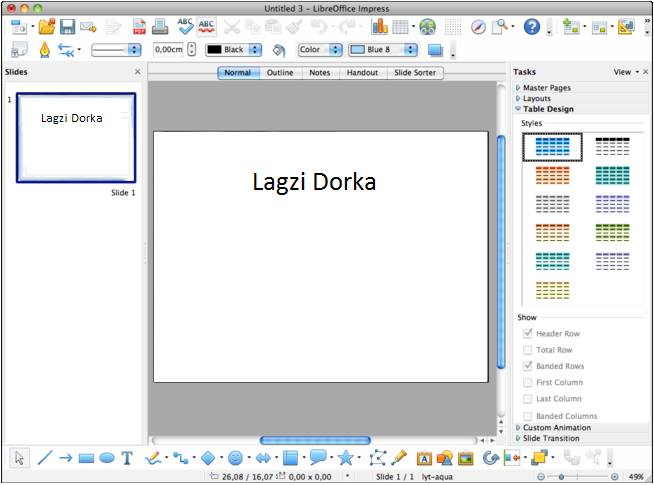 Untitled 3 - LibreOffice Impress
PDF
ABC
ABC
0,00cm
Black
Color
Blue 8
Slides
Normal
Outline
Notes
Handout
Slide Sorter
Tasks
View
1
Lagzi Dorka
Slide 1
Lagzi Dorka
Master Pages
Layouts
Table Design
Styles
Show
Header Row
Total Row
Banded Rows
First Column
Last Column
Banded Columns
Custom Animation
Slide Transition
T
26,08 / 16,07
0,00 x 0,00
*
Slide 1 / 1
lyt-aqua
49%